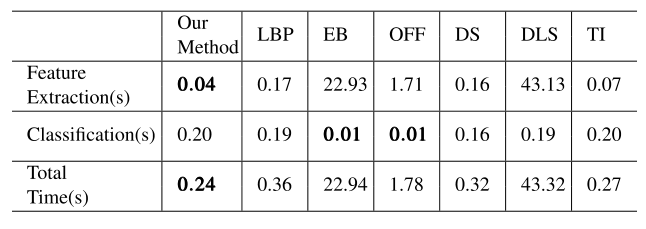 Our Method LBP EB OFF DS DLS TI
Feature Extraction(s) 0.04 0.17 22.93 1.71 0.16 43.13 0.07
Classification(s) 0.20 0.19 0.01 0.01 0.16 0.19 0.20
Total Time(s) 0.24 0.36 22.94 1.78 0.32 43.32 0.27